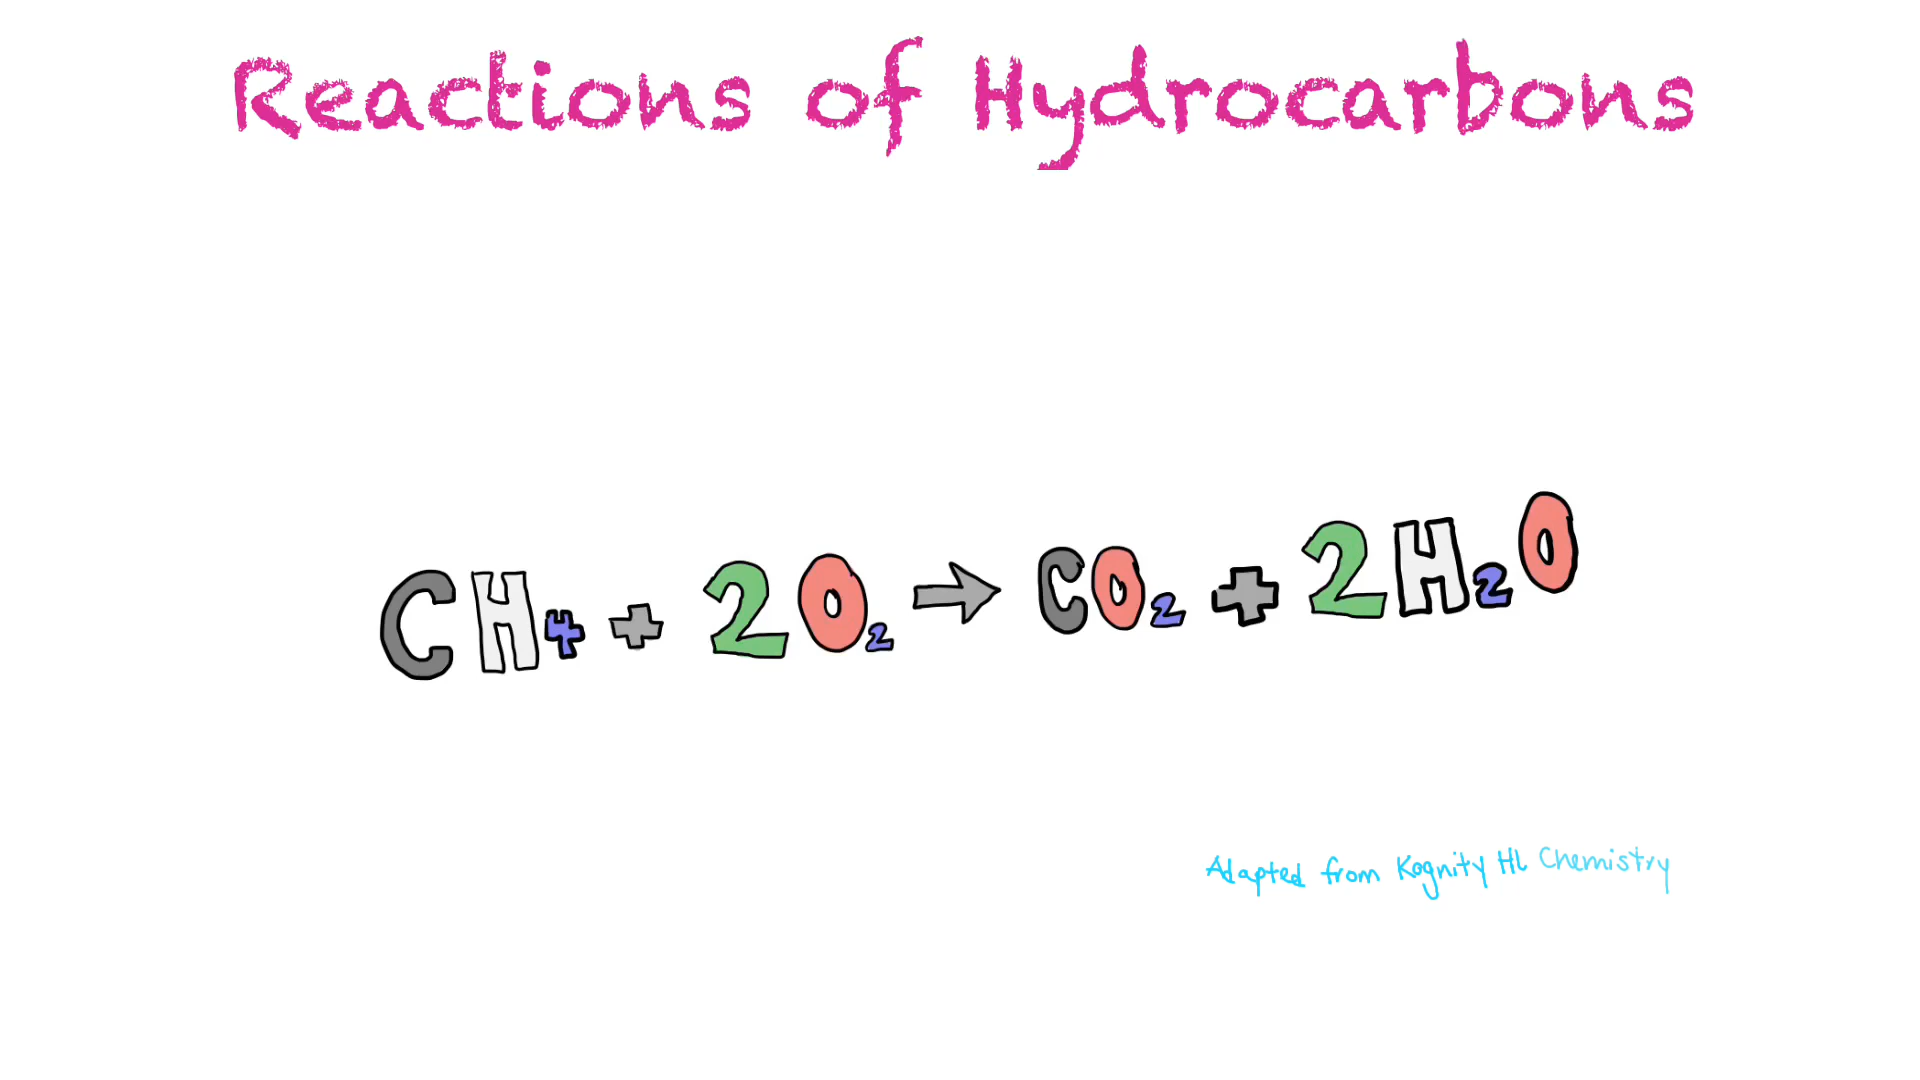 Reactions of Hydrocarbons
CH₄ + 2O₂ → CO₂ + 2H₂O
Adapted from Kognity HL Chemistry